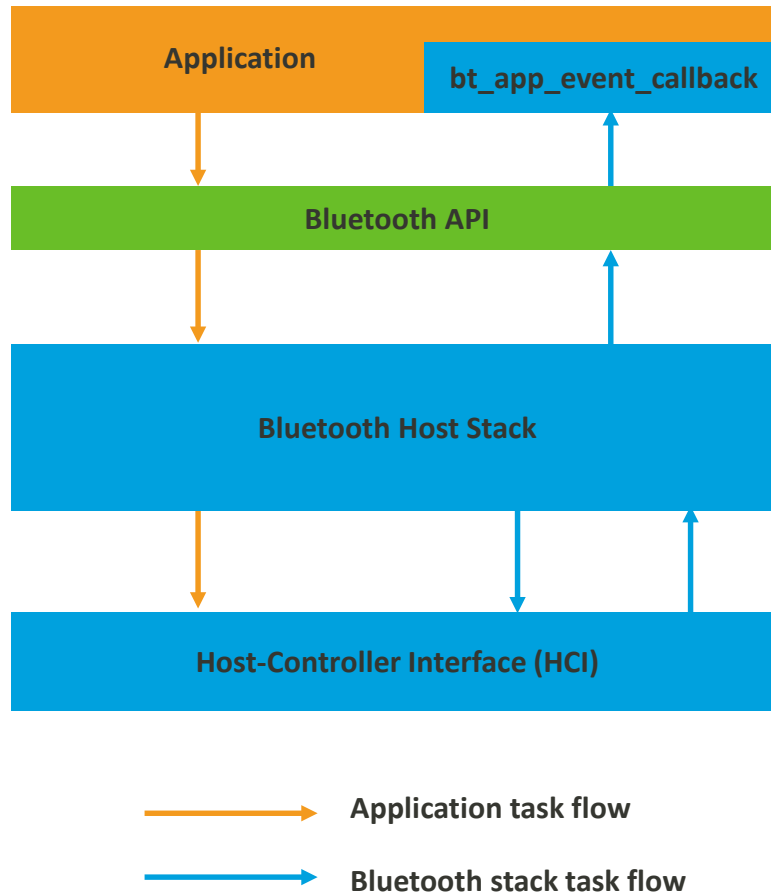 Application
bt_app_event_callback
Bluetooth API
Bluetooth Host Stack
Host-Controller Interface (HCI)
Application task flow
Bluetooth stack task flow